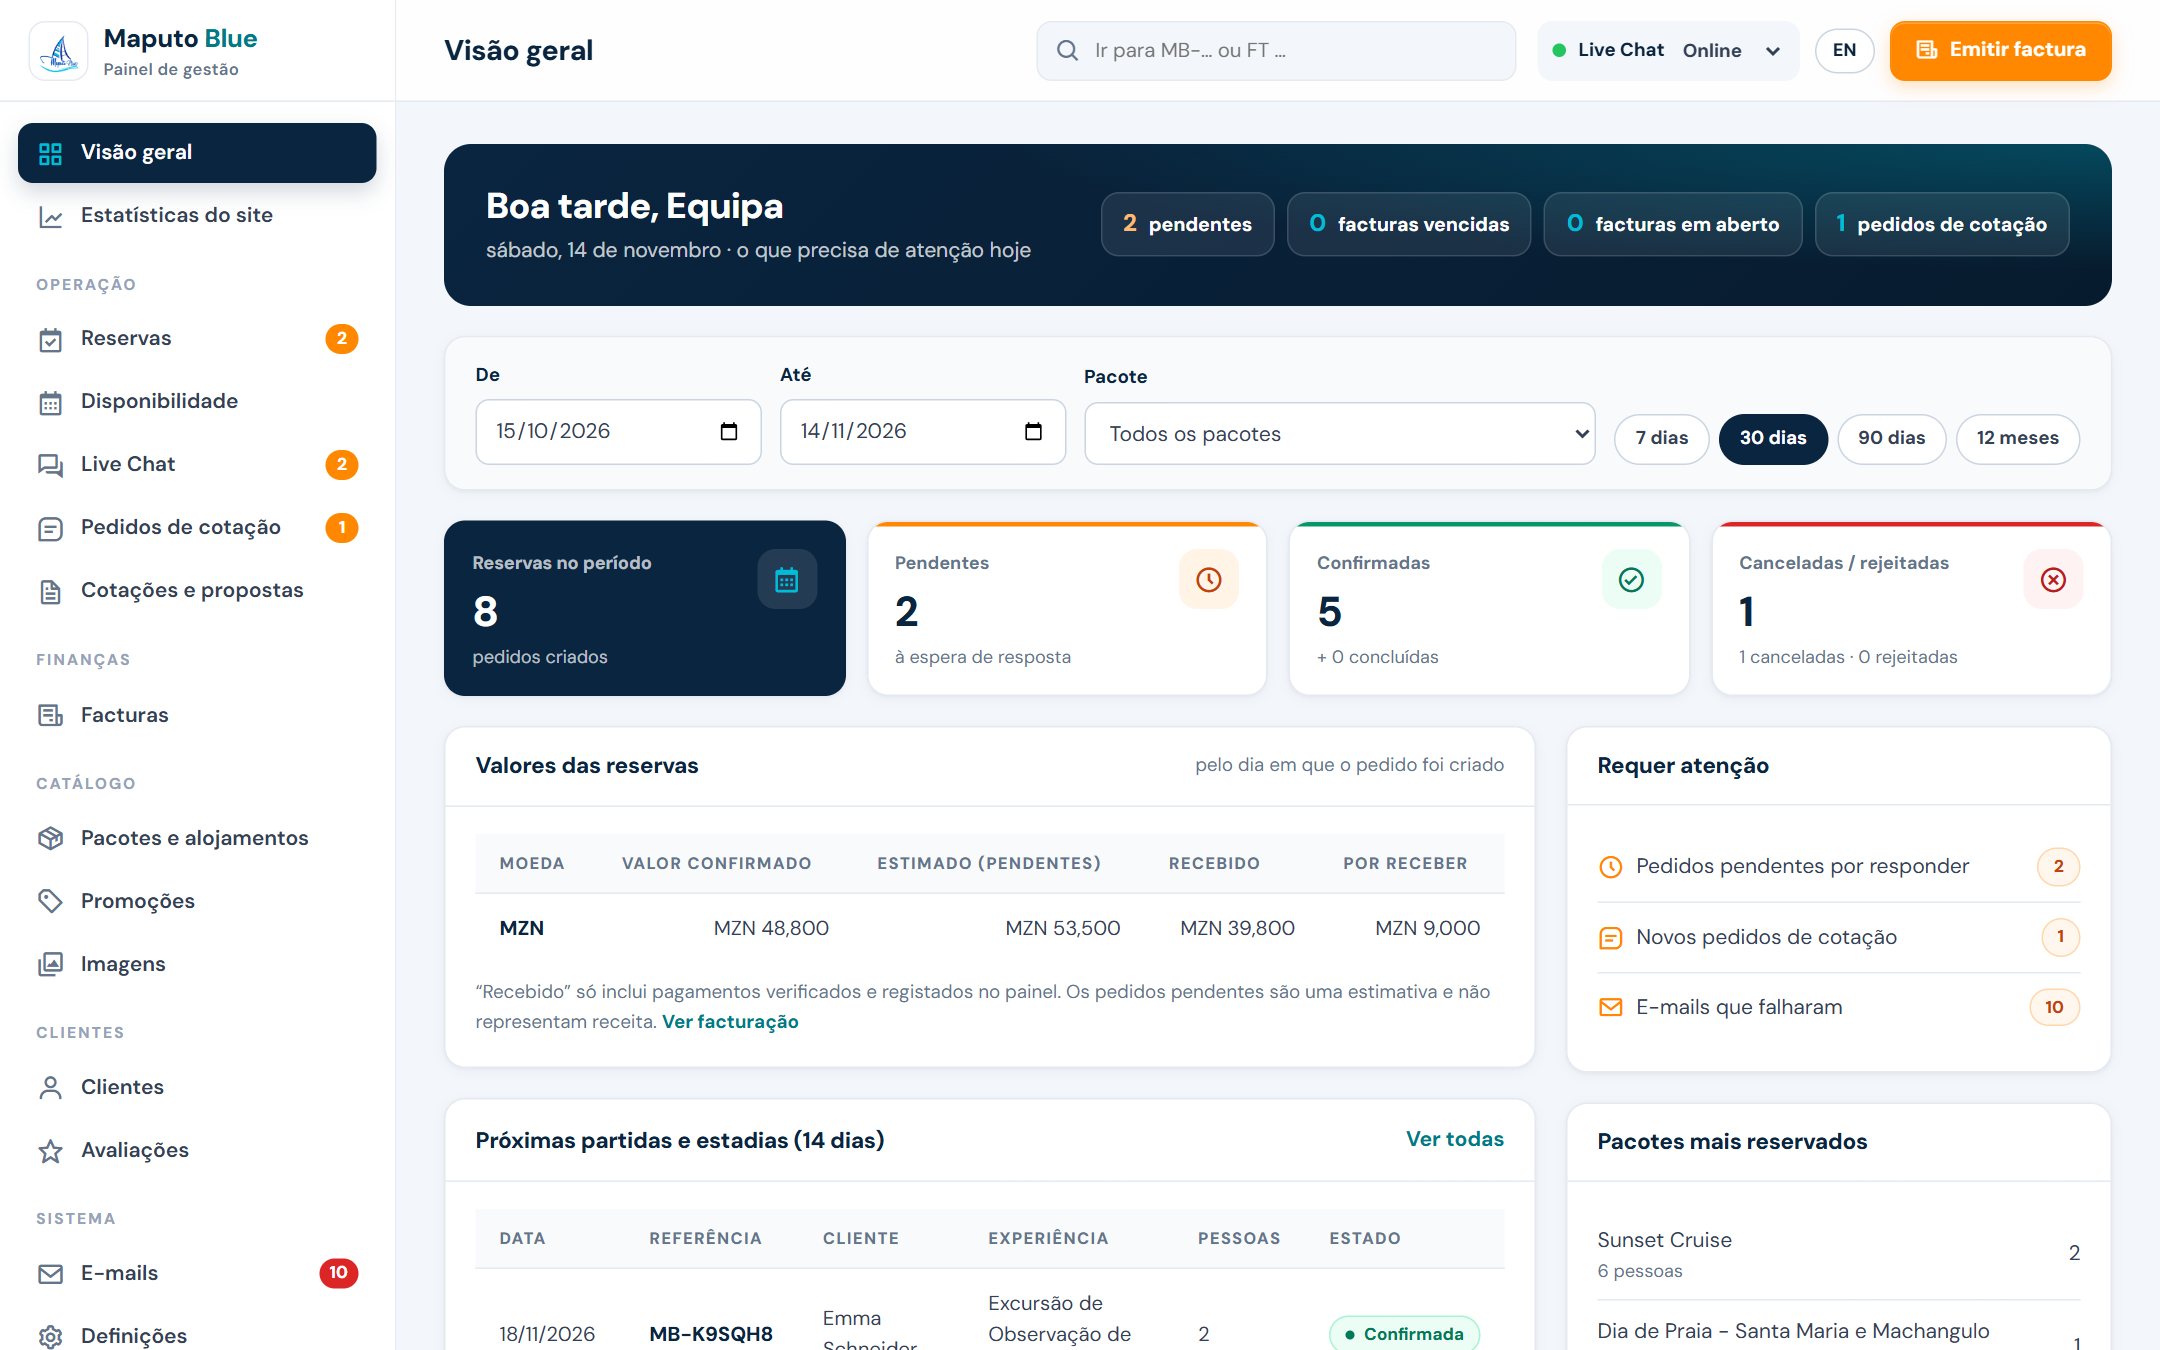 Maputo Blue
Painel de gestão
Visão geral
Ir para MB-... ou FT ...
Live Chat Online
EN
Emitir factura
Visão geral
Estatísticas do site
OPERAÇÃO
Reservas 2
Disponibilidade
Live Chat 2
Pedidos de cotação 1
Cotações e propostas
FINANÇAS
Facturas
CATÁLOGO
Pacotes e alojamentos
Promoções
Imagens
CLIENTES
Clientes
Avaliações
SISTEMA
E-mails 10
Definições
Boa tarde, Equipa
sábado, 14 de novembro · o que precisa de atenção hoje
2 pendentes
0 facturas vencidas
0 facturas em aberto
1 pedidos de cotação
De
15/10/2026
Até
14/11/2026
Pacote
Todos os pacotes
7 dias
30 dias
90 dias
12 meses
Reservas no período
8
pedidos criados
Pendentes
2
à espera de resposta
Confirmadas
5
+ 0 concluídas
Canceladas / rejeitadas
1
1 canceladas · 0 rejeitadas
Valores das reservas
pelo dia em que o pedido foi criado
MOEDA VALOR CONFIRMADO ESTIMADO (PENDENTES) RECEBIDO POR RECEBER
MZN MZN 48,800 MZN 53,500 MZN 39,800 MZN 9,000
“Recebido” só inclui pagamentos verificados e registados no painel. Os pedidos pendentes são uma estimativa e não
representam receita. Ver facturação
Requer atenção
Pedidos pendentes por responder 2
Novos pedidos de cotação 1
E-mails que falharam 10
Próximas partidas e estadias (14 dias)
Ver todas
DATA REFERÊNCIA CLIENTE EXPERIÊNCIA PESSOAS ESTADO
18/11/2026 MB-K9SQH8 Emma Schneider Excursão de Observação de 2 Confirmada
Pacotes mais reservados
Sunset Cruise 2
6 pessoas
Dia de Praia - Santa Maria e Machangulo 1